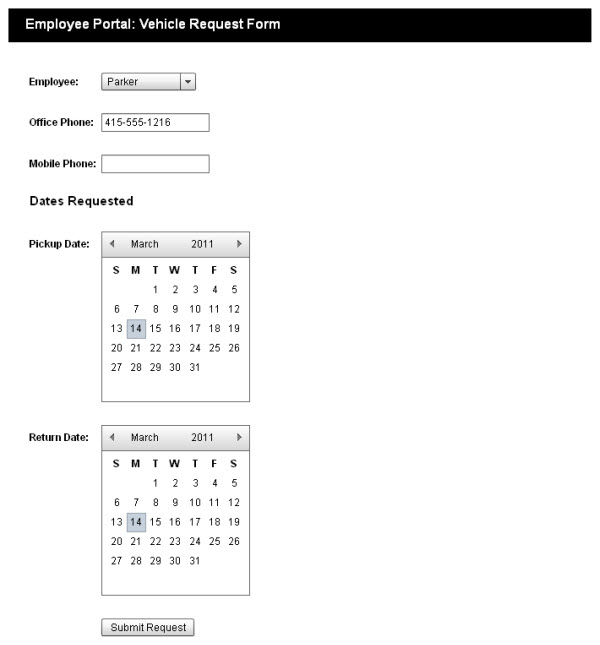 Employee Portal: Vehicle Request Form
Employee: Parker
Office Phone: 415-555-1216
Mobile Phone:
Dates Requested
Pickup Date: March 2011
S M T W T F S
1 2 3 4 5
6 7 8 9 10 11 12
13 14 15 16 17 18 19
20 21 22 23 24 25 26
27 28 29 30 31
Return Date: March 2011
S M T W T F S
1 2 3 4 5
6 7 8 9 10 11 12
13 14 15 16 17 18 19
20 21 22 23 24 25 26
27 28 29 30 31
Submit Request